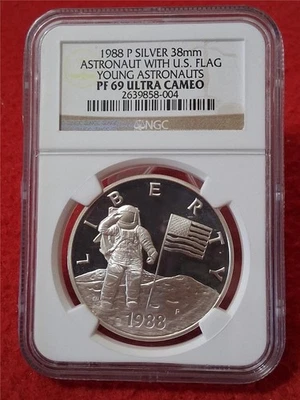 1988 P SILVER 38mm
ASTRONAUT WITH U.S. FLAG
YOUNG ASTRONAUTS
PF 69 ULTRA CAMEO
2639858-004
NGC
LIBERTY
1988
P